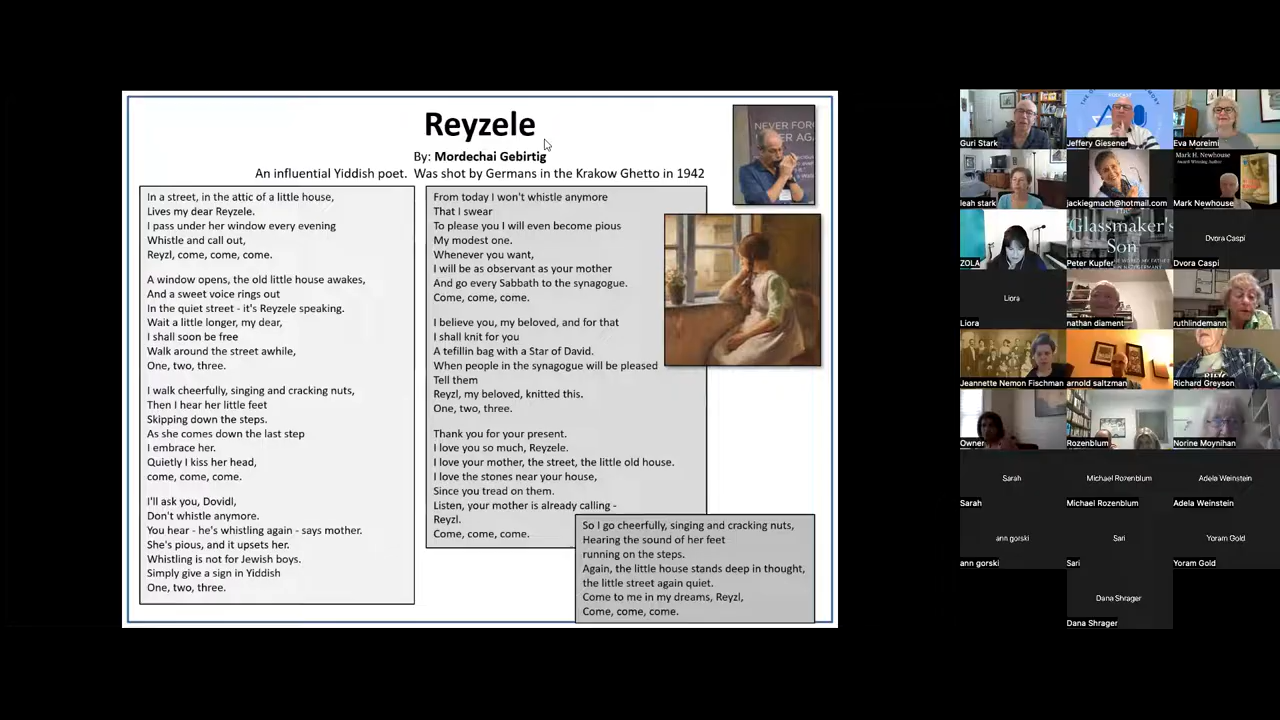 Reyzele
By: Mordechai Gebirtig
An influential Yiddish poet.  Was shot by Germans in the Krakow Ghetto in 1942
In a street, in the attic of a little house,
Lives my dear Reyzele.
I pass under her window every evening
Whistle and call out,
Reyzl, come, come, come.
A window opens, the old little house awakes,
And a sweet voice rings out
In the quiet street - it's Reyzele speaking.
Wait a little longer, my dear,
I shall soon be free
Walk around the street awhile,
One, two, three.
I walk cheerfully, singing and cracking nuts,
Then I hear her little feet
Skipping down the steps.
As she comes down the last step
I embrace her.
Quietly I kiss her head,
come, come, come.
I'll ask you, Dovidl,
Don't whistle anymore.
You hear - he's whistling again - says mother.
She's pious, and it upsets her.
Whistling is not for Jewish boys.
Simply give a sign in Yiddish
One, two, three.
From today I won't whistle anymore
That I swear
To please you I will even become pious
My modest one.
Whenever you want,
I will be as observant as your mother
And go every Sabbath to the synagogue.
Come, come, come.
I believe you, my beloved, and for that
I shall knit for you
A tefillin bag with a Star of David.
When people in the synagogue will be pleased
Tell them
Reyzl, my beloved, knitted this.
One, two, three.
Thank you for your present.
I love you so much, Reyzele.
I love your mother, the street, the little old house.
I love the stones near your house,
Since you tread on them.
Listen, your mother is already calling -
Reyzl.
Come, come, come.
So I go cheerfully, singing and cracking nuts,
Hearing the sound of her feet
running on the steps.
Again, the little house stands deep in thought,
the little street again quiet.
Come to me in my dreams, Reyzl,
Come, come, come.
NEVER
PODCAST
Guri Stark
Jeffery Giesener
Eva Moreimi
Mark H. Newhouse
Award Winning Author
leah stark
jackiegmach@hotmail.com
Mark Newhouse
Glassmaker's
Son
ZOLA
Peter Kupfer
Dvora Caspi
Dvora Caspi
Liora
Liora
nathan diament
ruthlindemann
Jeannette Nemon Fischman
arnold saltzman
Richard Greyson
Owner
Rozenblum
Norine Moynihan
Sarah
Michael Rozenblum
Adela Weinstein
Sarah
Michael Rozenblum
Adela Weinstein
ann gorski
Sari
Yoram Gold
ann gorski
Sari
Yoram Gold
Dana Shrager
Dana Shrager